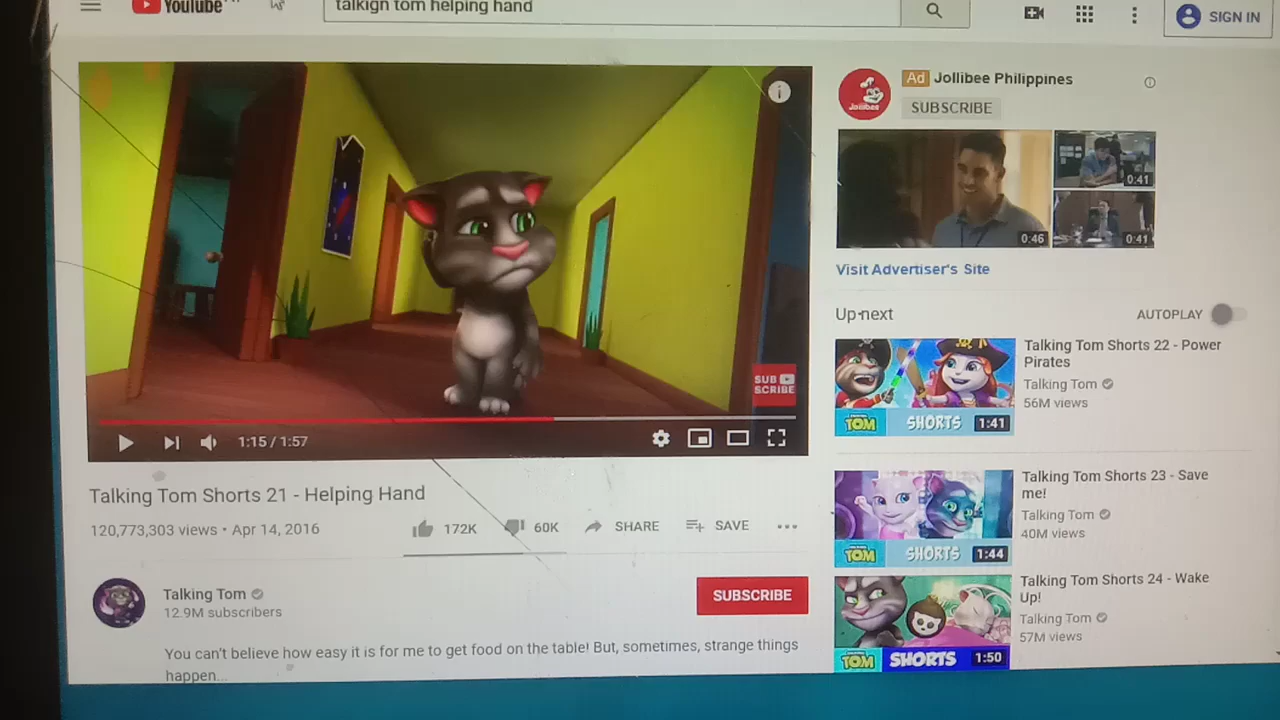 YouTube
talkign tom helping hand
SIGN IN
SUB
SCRIBE
1:15 / 1:57
Talking Tom Shorts 21 - Helping Hand
120,773,303 views • Apr 14, 2016
172K
60K
SHARE
SAVE
Talking Tom
12.9M subscribers
SUBSCRIBE
You can't believe how easy it is for me to get food on the table! But, sometimes, strange things
happen...
Ad Jollibee Philippines
SUBSCRIBE
Jollibee
0:46
0:41
0:41
Visit Advertiser's Site
Up next
AUTOPLAY
Talking Tom Shorts 22 - Power
Pirates
Talking Tom
56M views
TOM SHORTS 1:41
Talking Tom Shorts 23 - Save
me!
Talking Tom
40M views
TOM SHORTS 1:44
Talking Tom Shorts 24 - Wake
Up!
Talking Tom
57M views
TOM SHORTS 1:50